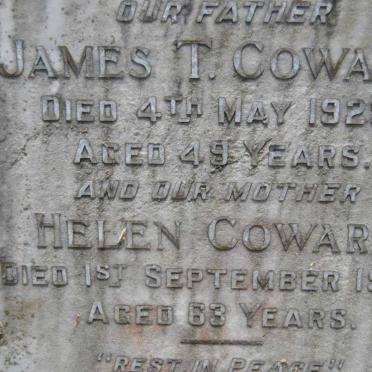 OUR FATHER
JAMES T. COWA
DIED 4TH MAY 192
AGED 49 YEARS.
AND OUR MOTHER
HELEN COWAR
DIED 1ST SEPTEMBER 1
AGED 63 YEARS.
"REST IN PEACE"